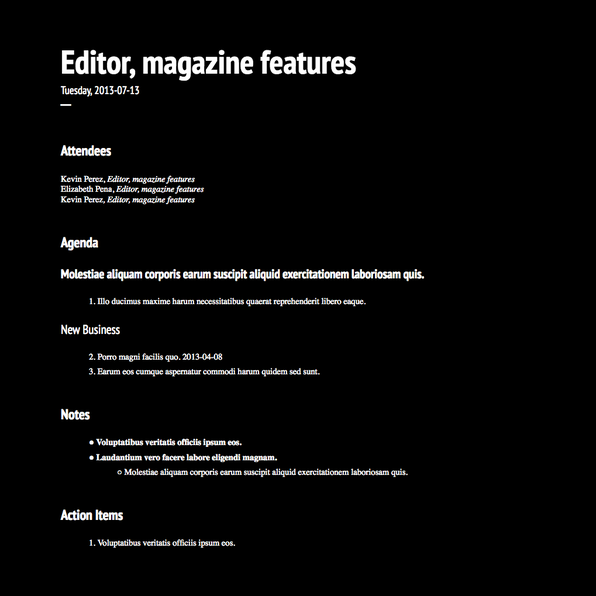 Editor, magazine features
Tuesday, 2013-07-13
Attendees
Kevin Perez, Editor, magazine features
Elizabeth Pena, Editor, magazine features
Kevin Perez, Editor, magazine features
Agenda
Molestiae aliquam corporis earum suscipit aliquid exercitationem laboriosam quis.
1. Illo ducimus maxime harum necessitatibus quaerat reprehenderit libero eaque.
New Business
2. Porro magni facilis quo. 2013-04-08
3. Earum eos cumque aspernatur commodi harum quidem sed sunt.
Notes
● Voluptatibus veritatis officiis ipsum eos.
● Laudantium vero facere labore eligendi magnam.
○ Molestiae aliquam corporis earum suscipit aliquid exercitationem laboriosam quis.
Action Items
1. Voluptatibus veritatis officiis ipsum eos.